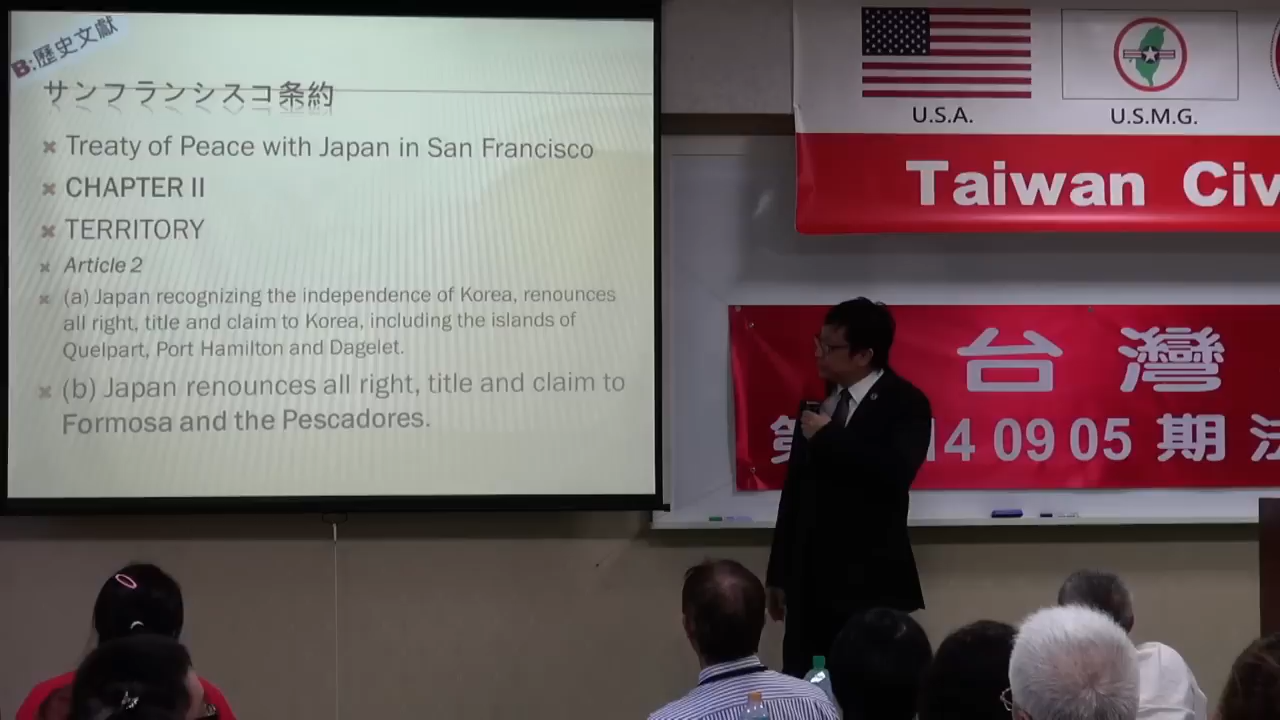 B:歷史文獻
サンフランシスコ条約
Treaty of Peace with Japan in San Francisco
CHAPTER II
TERRITORY
Article 2
(a) Japan recognizing the independence of Korea, renounces
all right, title and claim to Korea, including the islands of
Quelpart, Port Hamilton and Dagelet.
(b) Japan renounces all right, title and claim to
Formosa and the Pescadores.
U.S.A.
U.S.M.G.
Taiwan Civ
台灣
第 14 09 05 期 法